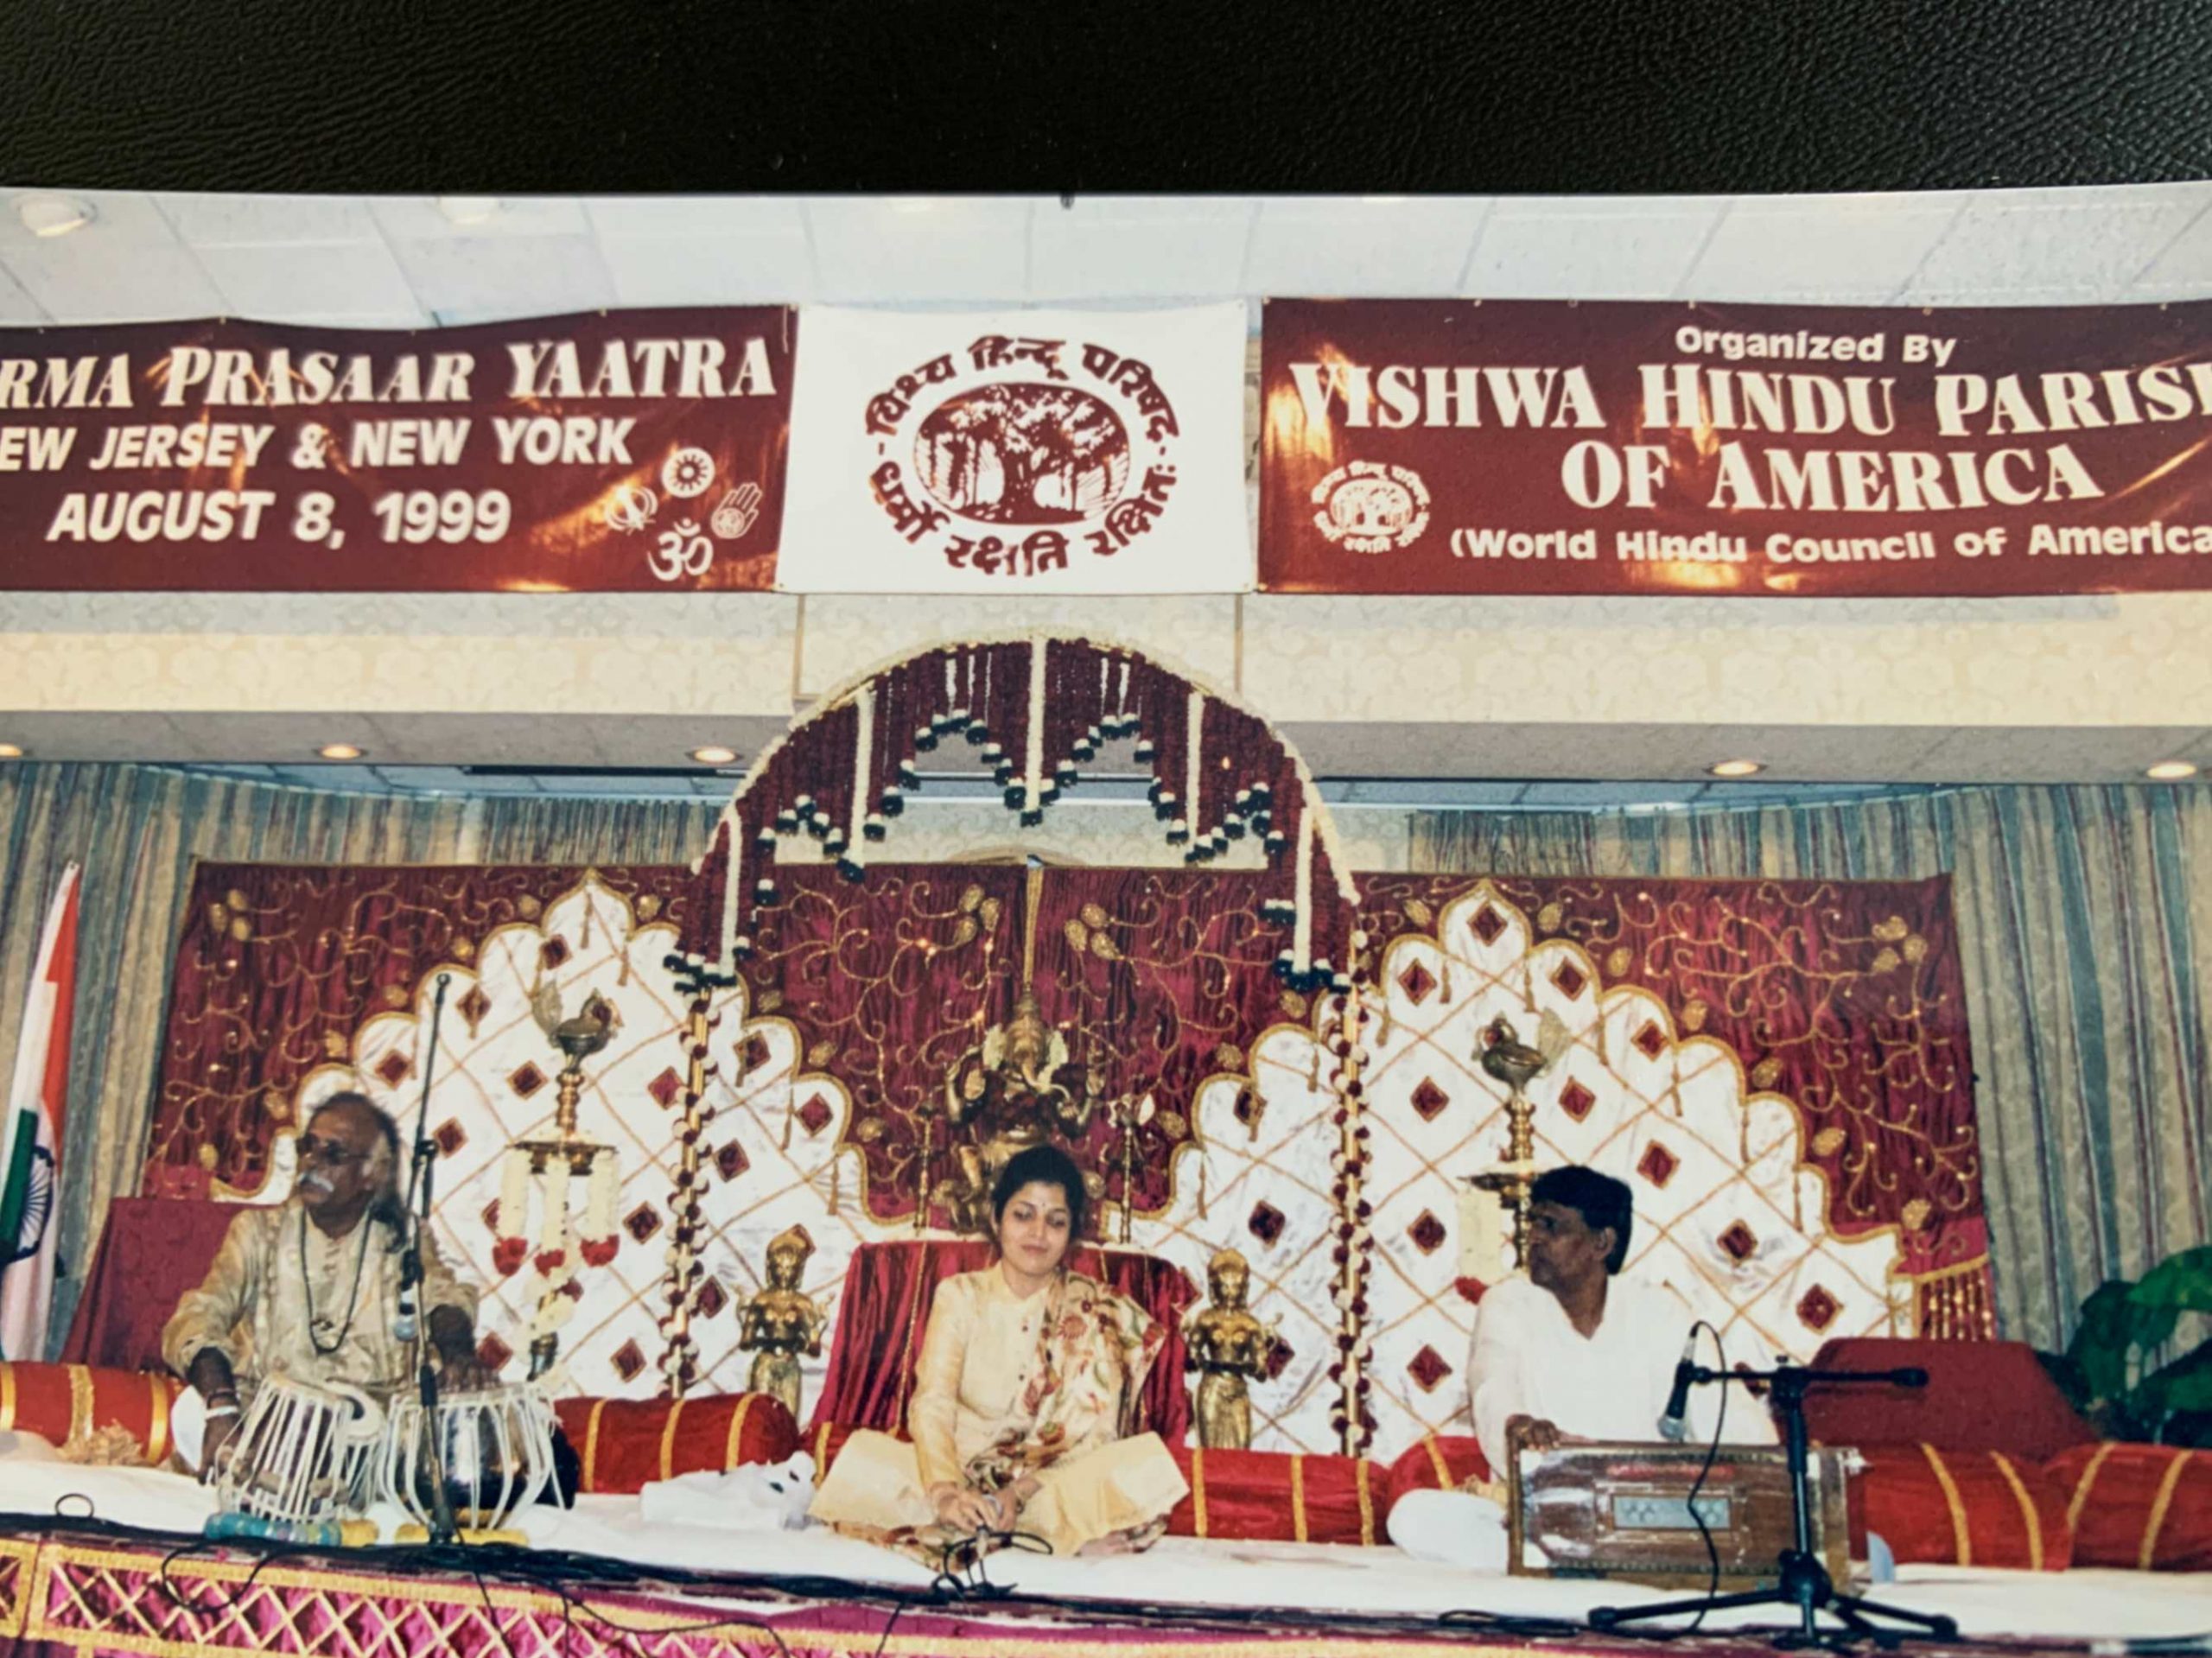 RMA PRASAAR YAATRA
EW JERSEY & NEW YORK
AUGUST 8, 1999
ॐ
विश्व हिन्दू परिषद
धर्मो रक्षति रक्षितः
Organized By
VISHWA HINDU PARIS
OF AMERICA
(World Hindu Council of America